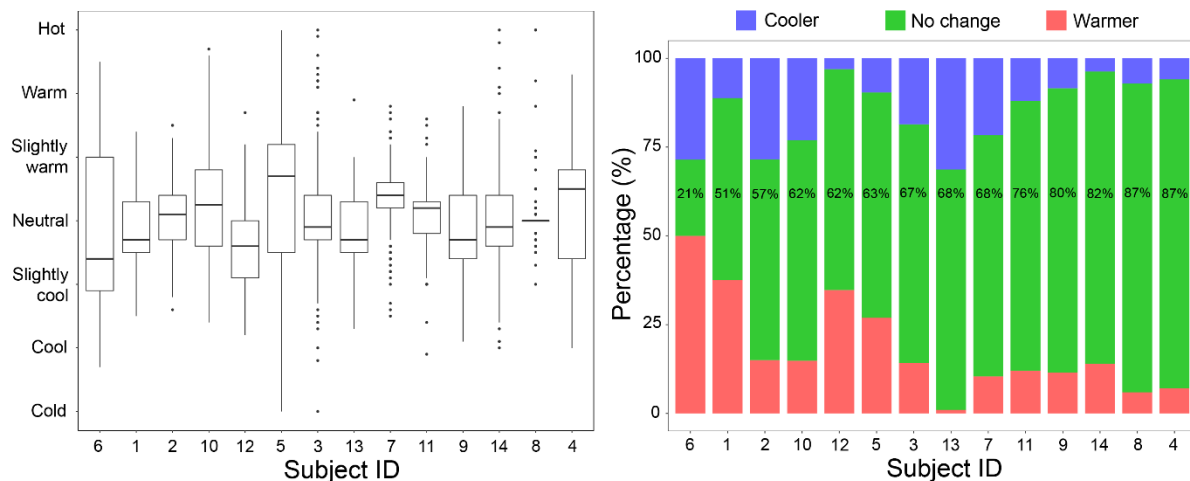 Hot
Warm
Slightly
warm
Neutral
Slightly
cool
Cool
Cold
6 1 2 10 12 5 3 13 7 11 9 14 8 4
Subject ID
Cooler No change Warmer
Percentage (%)
100
75
50
25
0
21% 51% 57% 62% 62% 63% 67% 68% 68% 76% 80% 82% 87% 87%
6 1 2 10 12 5 3 13 7 11 9 14 8 4
Subject ID